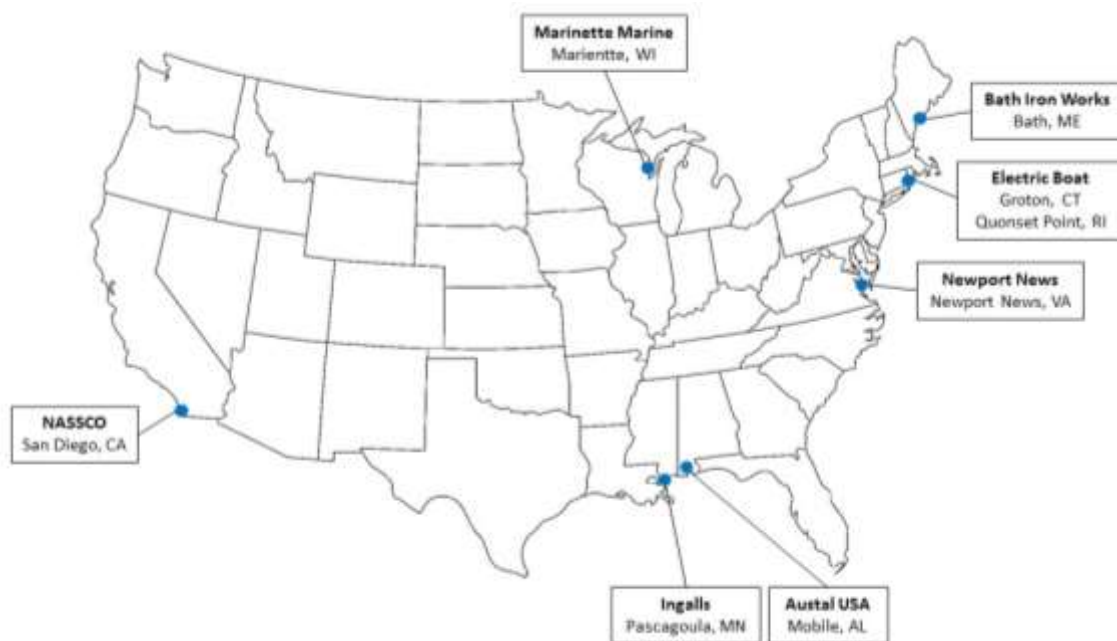 Marinette Marine
Marientte, WI
Bath Iron Works
Bath, ME
Electric Boat
Groton, CT
Quonset Point, RI
Newport News
Newport News, VA
NASSCO
San Diego, CA
Ingalls
Pascagoula, MN
Austal USA
Mobile, AL